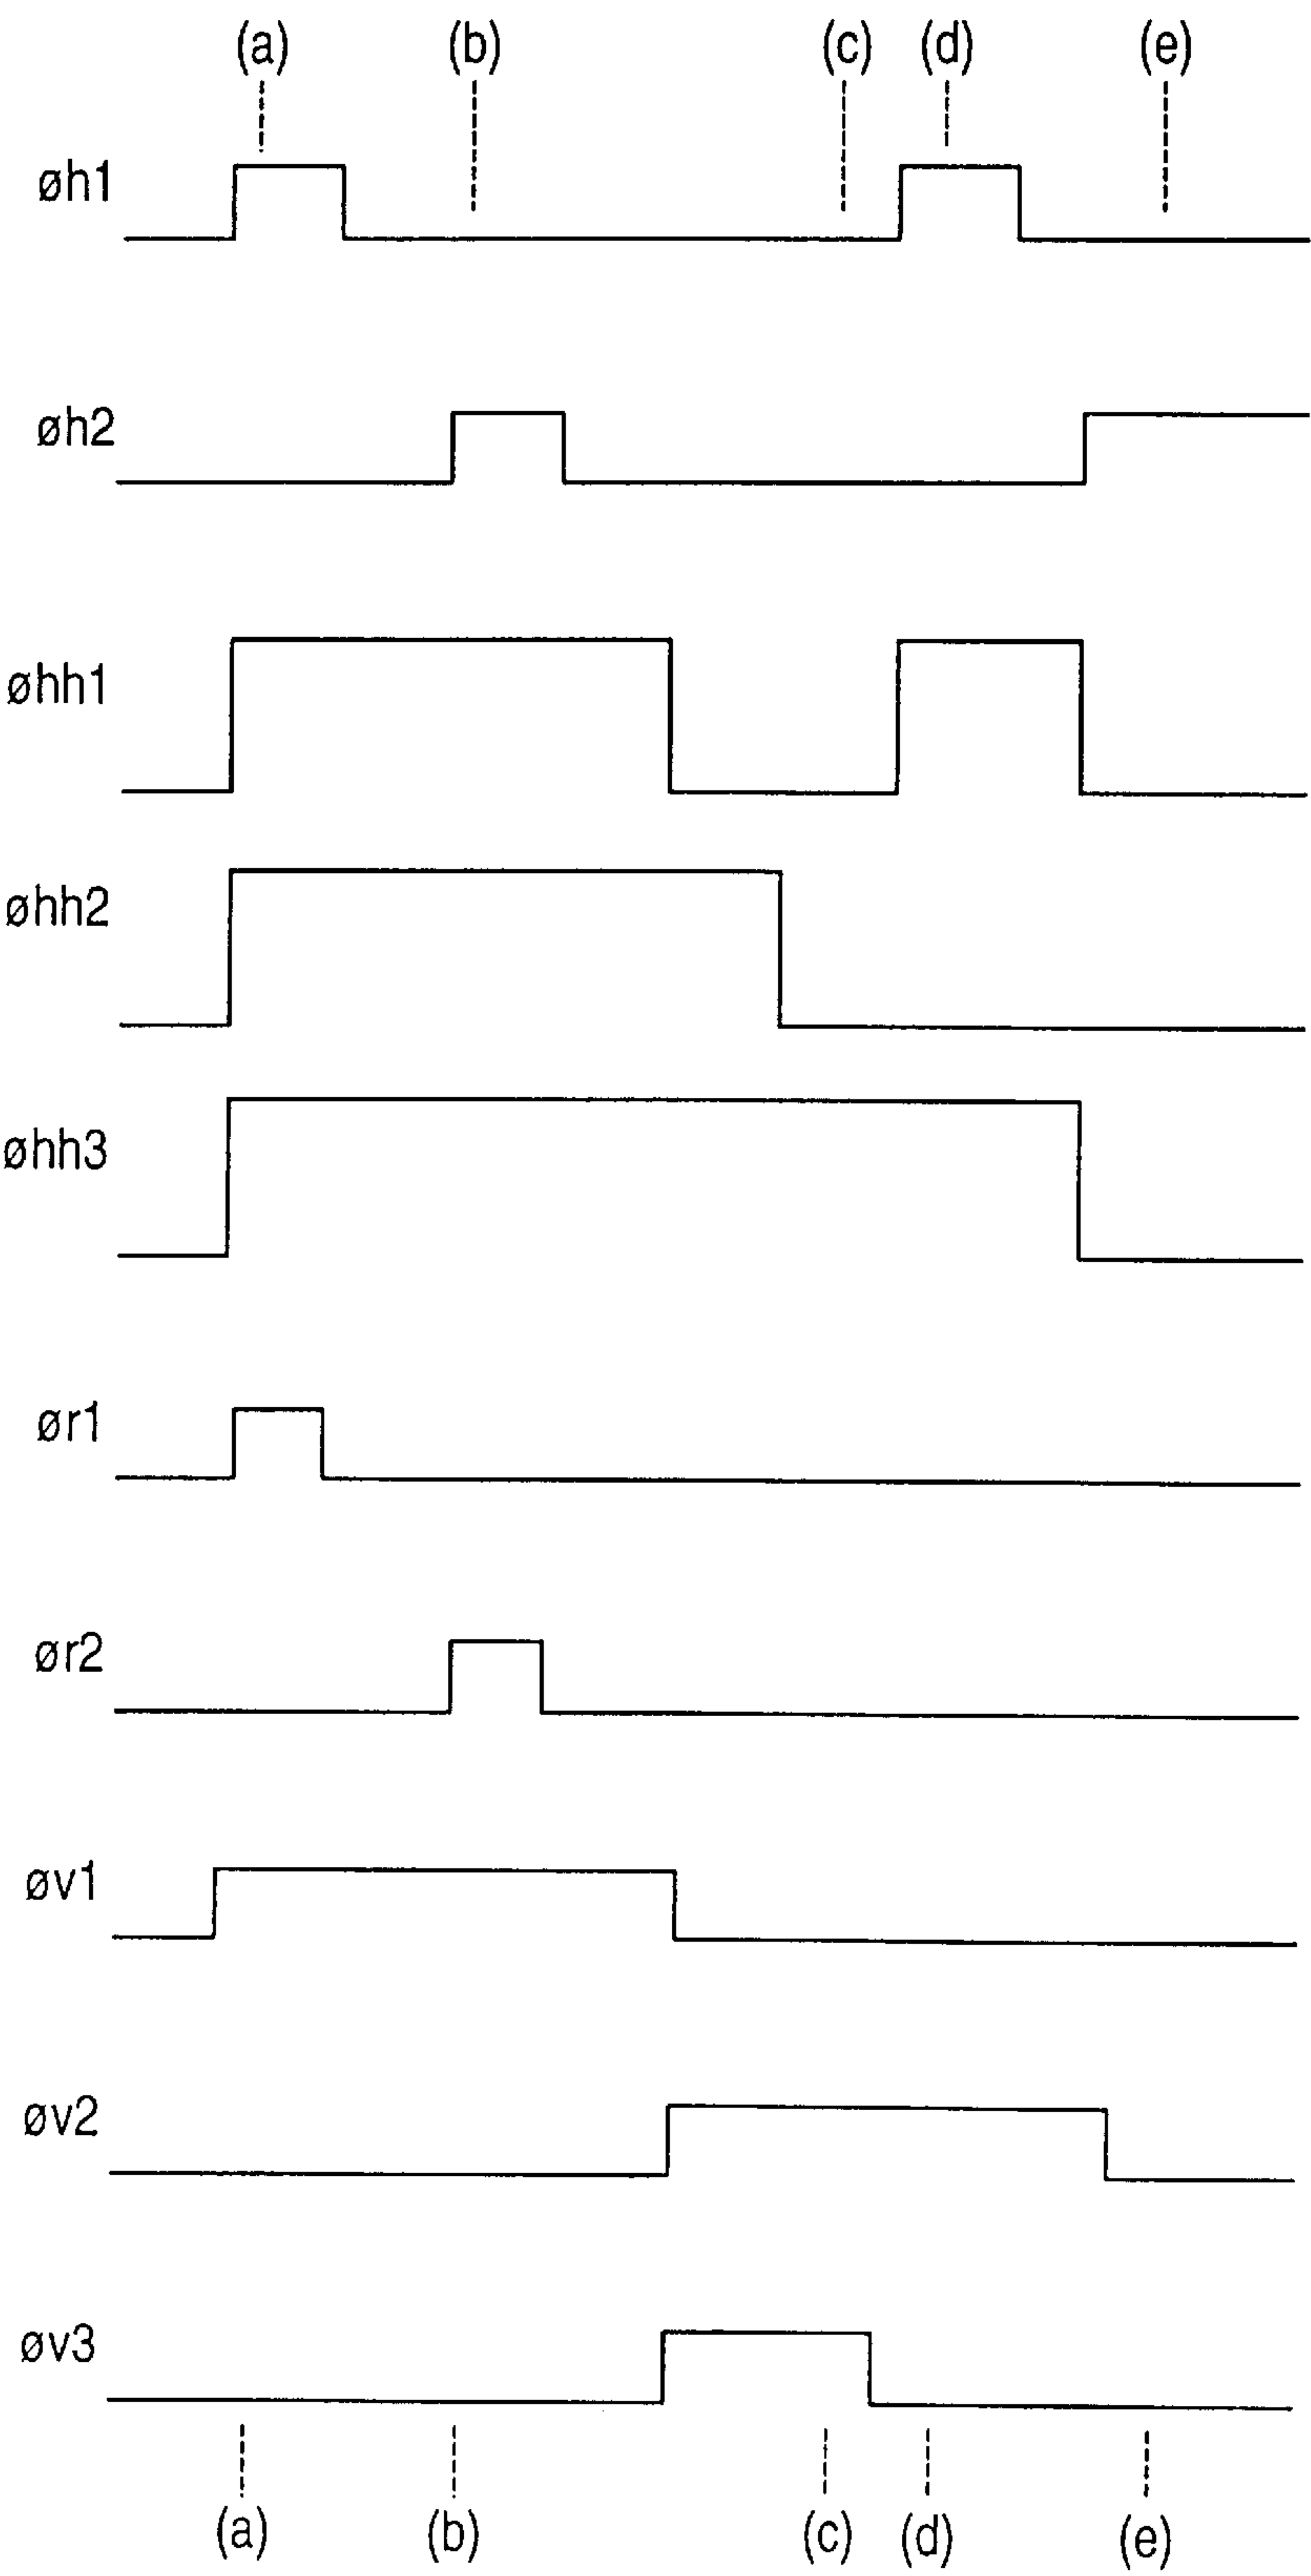 (a) (b) (c) (d) (e)
øh1
øh2
øhh1
øhh2
øhh3
ør1
ør2
øv1
øv2
øv3
(a) (b) (c) (d) (e)